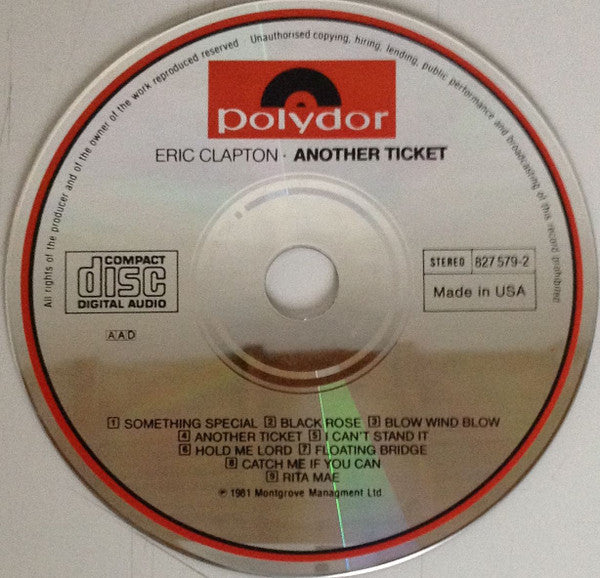 All rights of the producer and of the owner of the work reproduced reserved · Unauthorised copying, hiring, lending, public performance and broadcasting of this record prohibited
polydor
ERIC CLAPTON · ANOTHER TICKET
COMPACT
disc
DIGITAL AUDIO
STEREO 827 579-2
Made in USA
AAD
1 SOMETHING SPECIAL 2 BLACK ROSE 3 BLOW WIND BLOW
4 ANOTHER TICKET 5 I CAN'T STAND IT
6 HOLD ME LORD 7 FLOATING BRIDGE
8 CATCH ME IF YOU CAN
9 RITA MAE
℗ 1981 Montgrove Managment Ltd